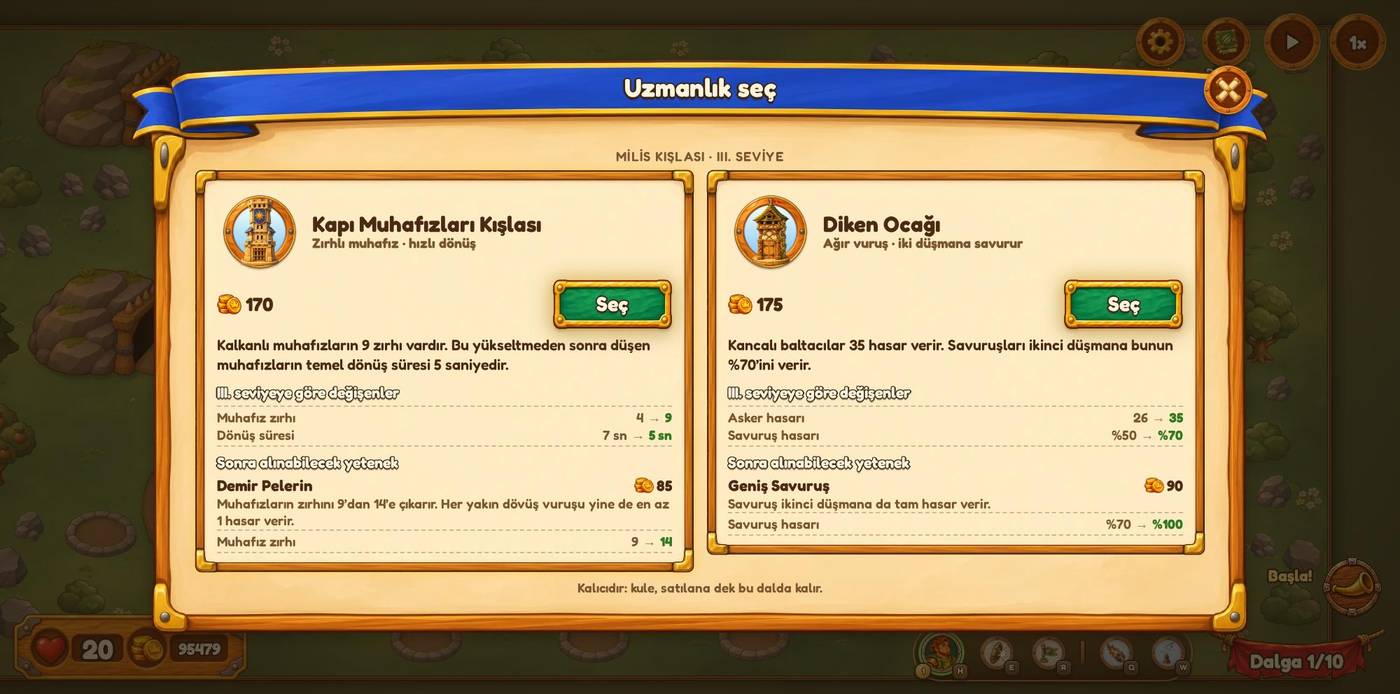 1x
Uzmanlık seç
MİLİS KIŞLASI · III. SEVİYE
Kapı Muhafızları Kışlası
Zırhlı muhafız · hızlı dönüş
170
Seç
Kalkanlı muhafızların 9 zırhı vardır. Bu yükseltmeden sonra düşen
muhafızların temel dönüş süresi 5 saniyedir.
III. seviyeye göre değişenler
Muhafız zırhı 4 → 9
Dönüş süresi 7 sn → 5 sn
Sonra alınabilecek yetenek
Demir Pelerin 85
Muhafızların zırhını 9'dan 14'e çıkarır. Her yakın dövüş vuruşu yine de en az
1 hasar verir.
Muhafız zırhı 9 → 14
Diken Ocağı
Ağır vuruş · iki düşmana savurur
175
Seç
Kancalı baltacılar 35 hasar verir. Savuruşları ikinci düşmana bunun
%70'ini verir.
III. seviyeye göre değişenler
Asker hasarı 26 → 35
Savuruş hasarı %50 → %70
Sonra alınabilecek yetenek
Geniş Savuruş 90
Savuruş ikinci düşmana da tam hasar verir.
Savuruş hasarı %70 → %100
Kalıcıdır: kule, satılana dek bu dalda kalır.
Başla!
20
95479
H
E
R
Q
W
Dalga 1/10